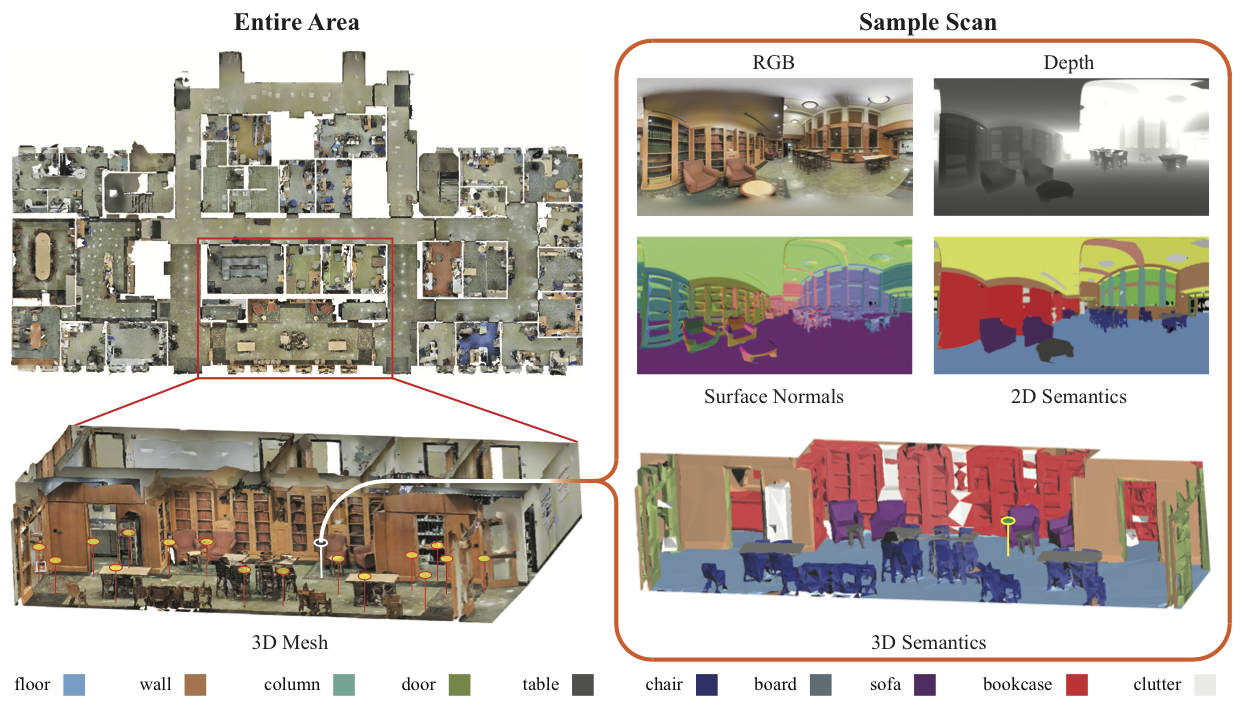 Entire Area
Sample Scan
RGB
Depth
Surface Normals
2D Semantics
3D Mesh
3D Semantics
floor
wall
column
door
table
chair
board
sofa
bookcase
clutter